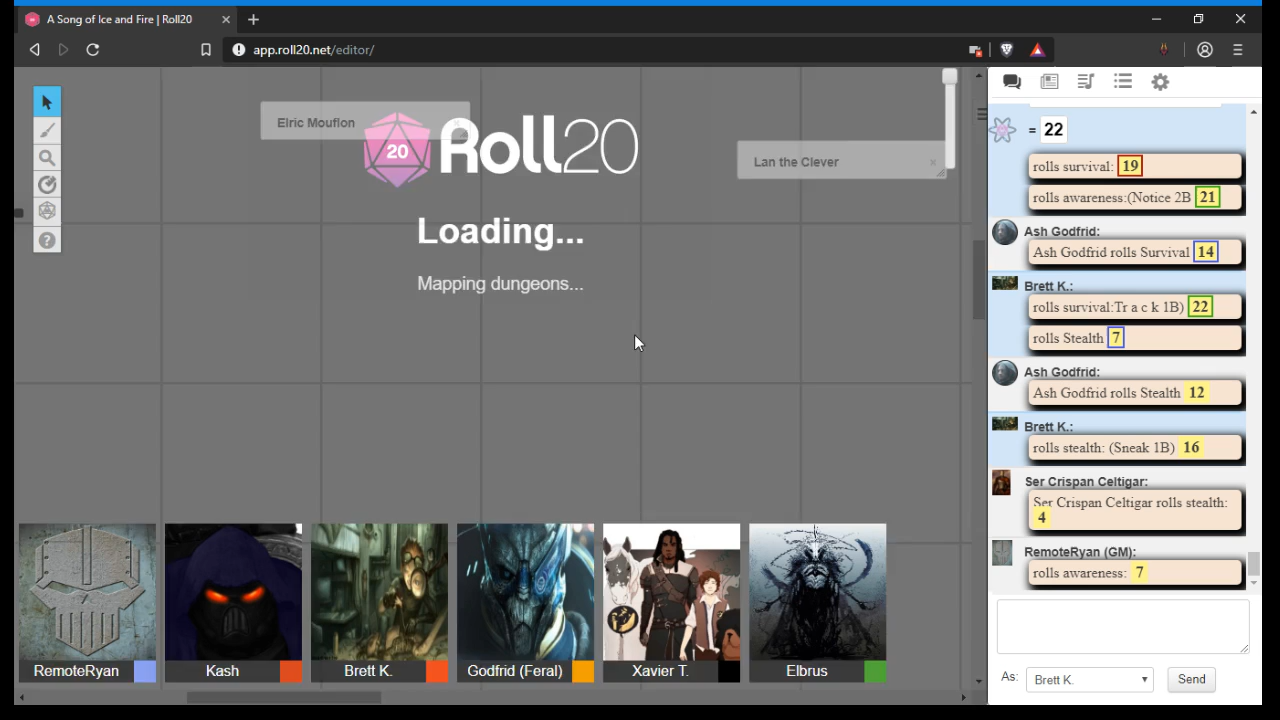 A Song of Ice and Fire | Roll20
app.roll20.net/editor/
Elric Mouflon
20 Roll20
Lan the Clever
Loading...
Mapping dungeons...
RemoteRyan
Kash
Brett K.
Godfrid (Feral)
Xavier T.
Elbrus
= 22
rolls survival: 19
rolls awareness:(Notice 2B 21
Ash Godfrid:
Ash Godfrid rolls Survival 14
Brett K.:
rolls survival:Tr a c k 1B) 22
rolls Stealth 7
Ash Godfrid:
Ash Godfrid rolls Stealth 12
Brett K.:
rolls stealth: (Sneak 1B) 16
Ser Crispan Celtigar:
Ser Crispan Celtigar rolls stealth:
4
RemoteRyan (GM):
rolls awareness: 7
As: Brett K. Send